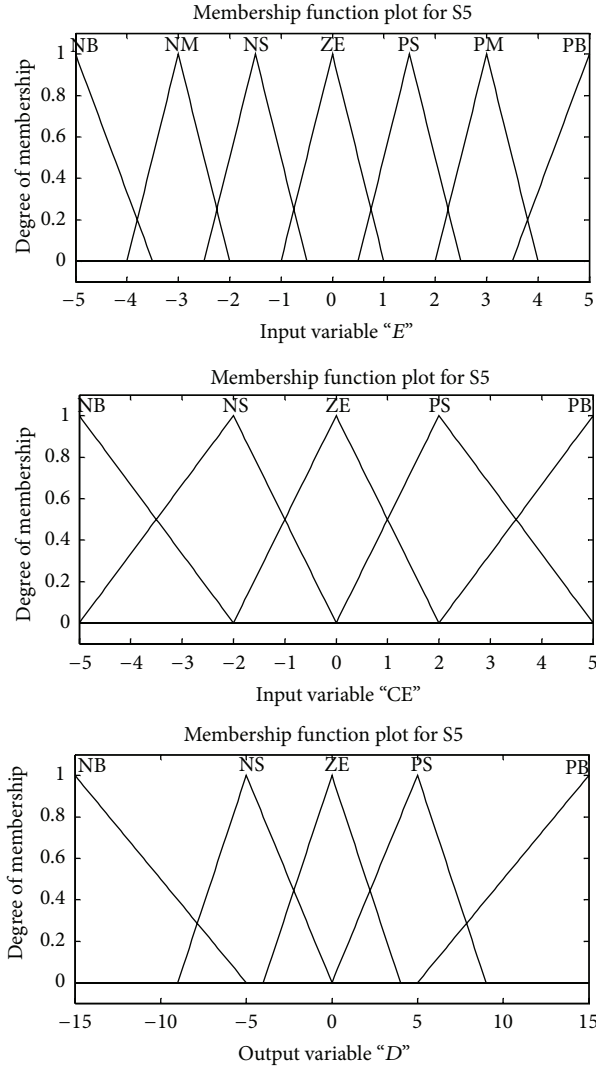 Membership function plot for S5
NB NM NS ZE PS PM PB
1
0.8
0.6
0.4
0.2
0
Degree of membership
−5 −4 −3 −2 −1 0 1 2 3 4 5
Input variable “E”
Membership function plot for S5
NB NS ZE PS PB
1
0.8
0.6
0.4
0.2
0
Degree of membership
−5 −4 −3 −2 −1 0 1 2 3 4 5
Input variable “CE”
Membership function plot for S5
NB NS ZE PS PB
1
0.8
0.6
0.4
0.2
0
Degree of membership
−15 −10 −5 0 5 10 15
Output variable “D”